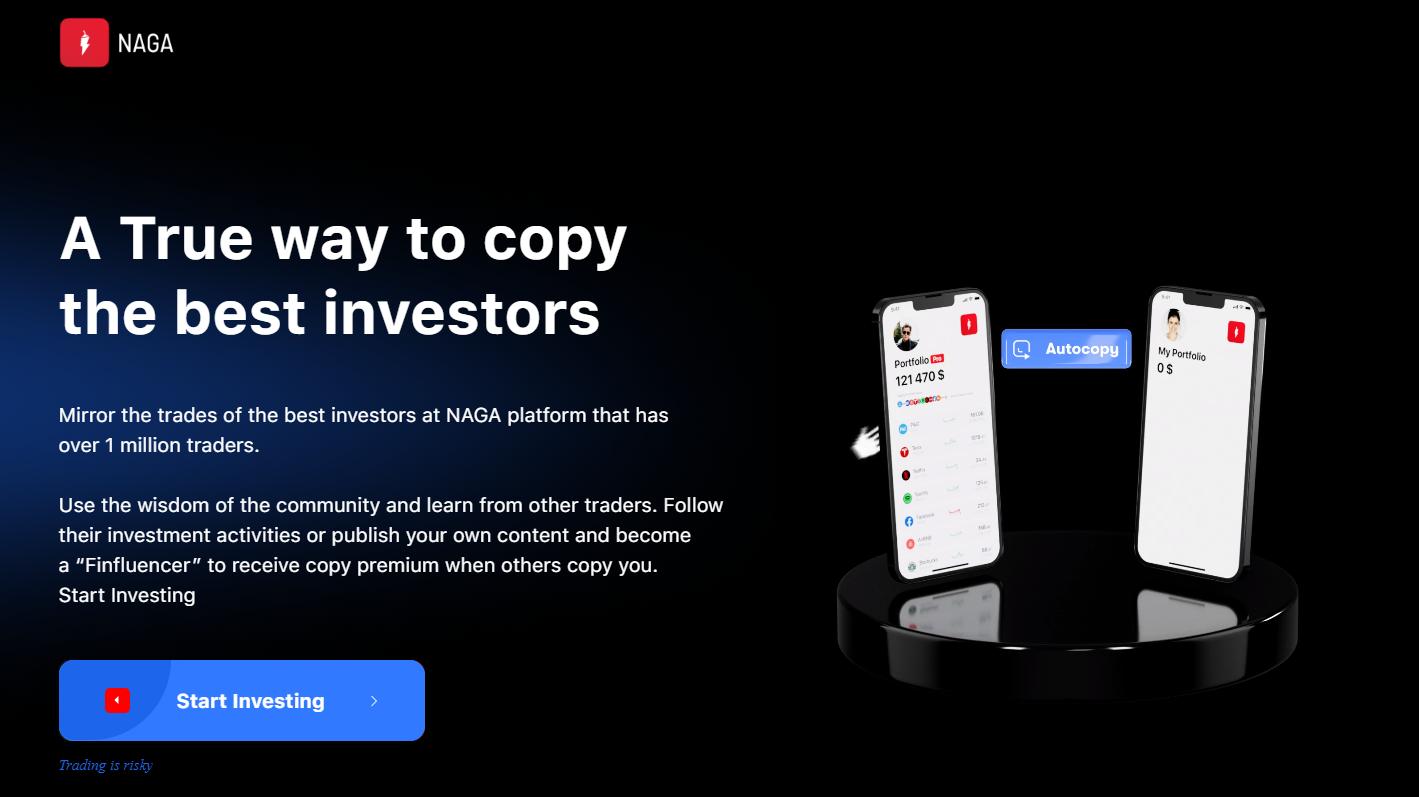 NAGA
A True way to copy
the best investors
Mirror the trades of the best investors at NAGA platform that has
over 1 million traders.
Use the wisdom of the community and learn from other traders. Follow
their investment activities or publish your own content and become
a “Finfluencer” to receive copy premium when others copy you.
Start Investing
Start Investing
Trading is risky
Portfolio Pro
121 470 $
Autocopy
My Portfolio
0 $